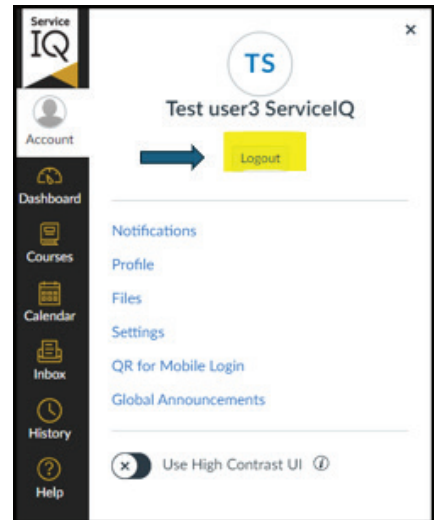 Service
IQ
Account
Dashboard
Courses
Calendar
Inbox
History
Help
×
TS
Test user3 ServiceIQ
Logout
Notifications
Profile
Files
Settings
QR for Mobile Login
Global Announcements
Use High Contrast UI